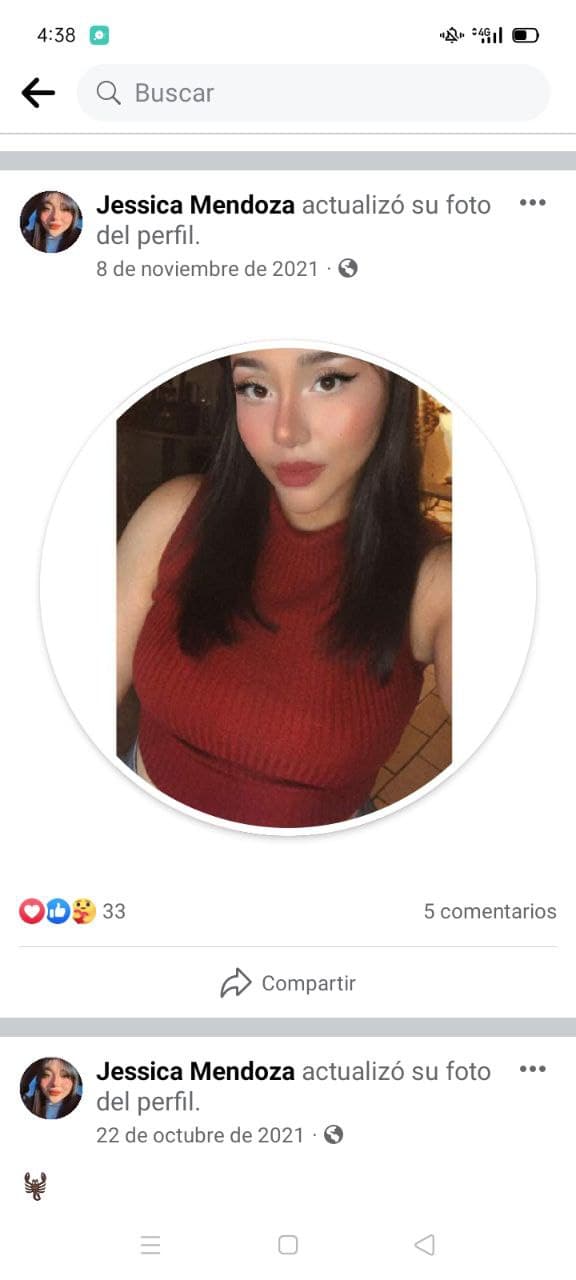 4:38
4G
Buscar
Jessica Mendoza actualizó su foto
del perfil.
8 de noviembre de 2021 ·
33
5 comentarios
Compartir
Jessica Mendoza actualizó su foto
del perfil.
22 de octubre de 2021 ·